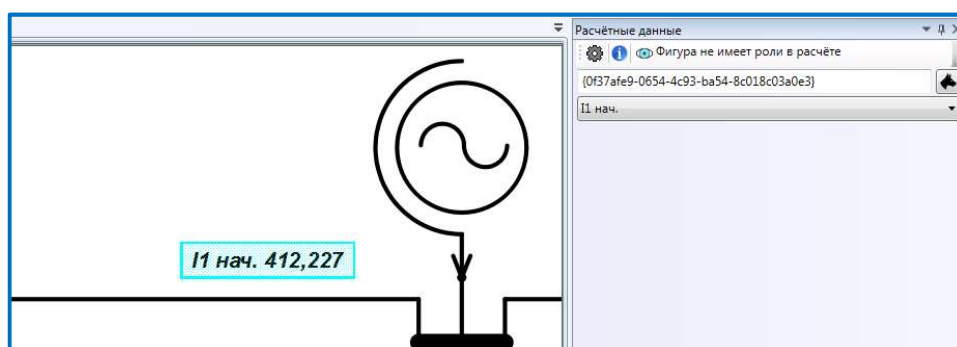 Расчётные данные
Фигура не имеет роли в расчёте
{0f37afe9-0654-4c93-ba54-8c018c03a0e3}
I1 нач.
I1 нач. 412,227